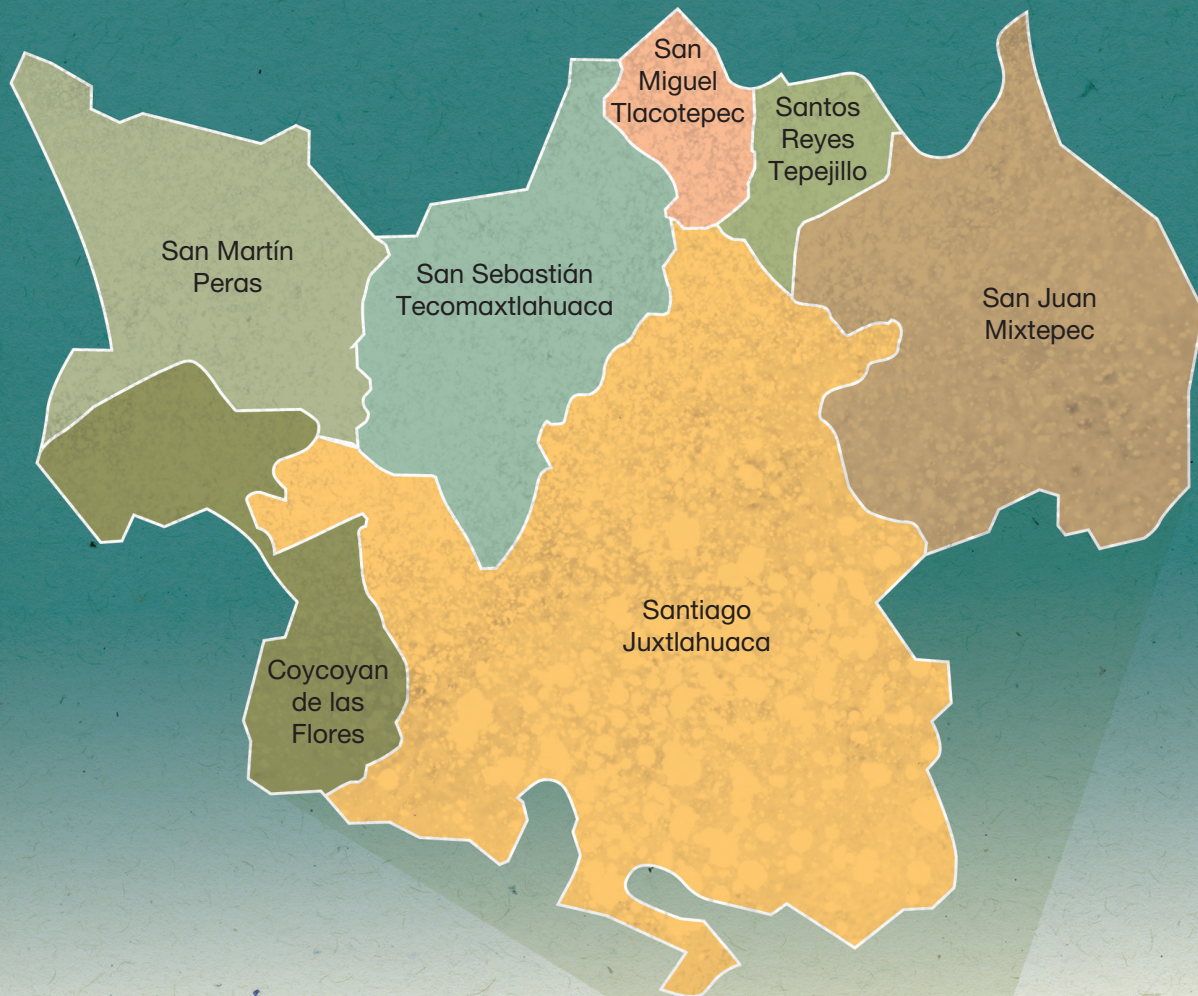 San
Miguel
Tlacotepec
Santos
Reyes
Tepejillo
San Martín
Peras
San Sebastián
Tecomaxtlahuaca
San Juan
Mixtepec
Santiago
Juxtlahuaca
Coycoyan
de las
Flores